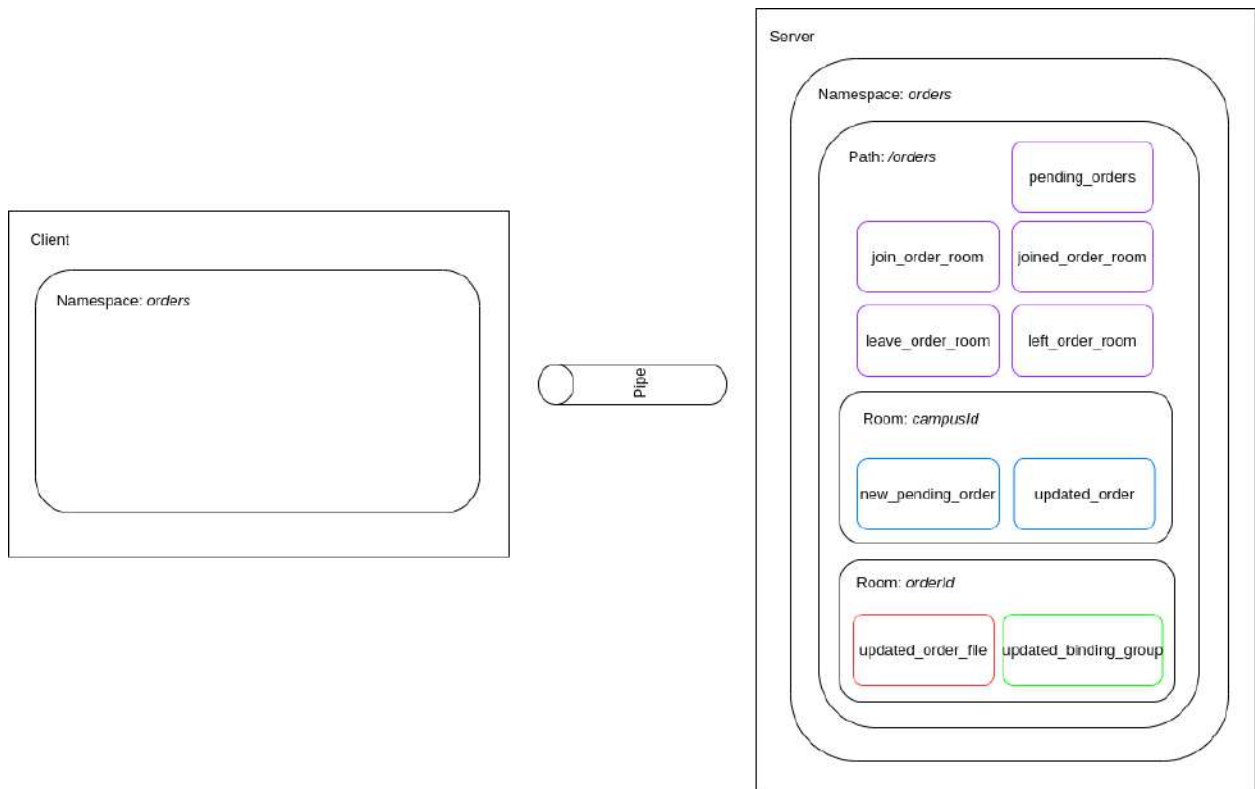 Client
Namespace: orders
Pipe
Server
Namespace: orders
Path: /orders
pending_orders
join_order_room
joined_order_room
leave_order_room
left_order_room
Room: campusId
new_pending_order
updated_order
Room: orderId
updated_order_file
updated_binding_group